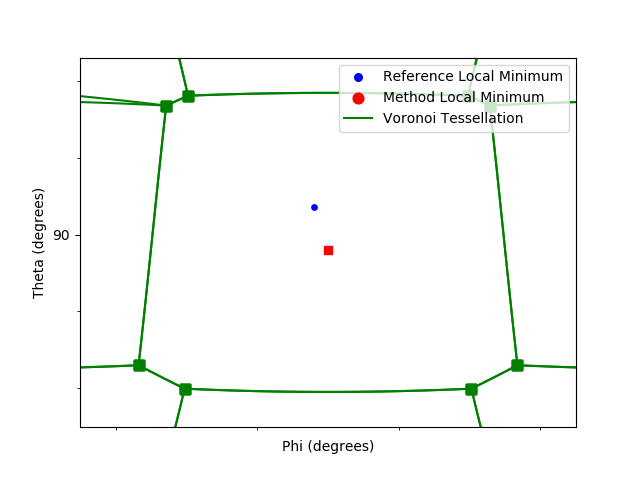 Reference Local Minimum
Method Local Minimum
Voronoi Tessellation
Theta (degrees)
90
Phi (degrees)